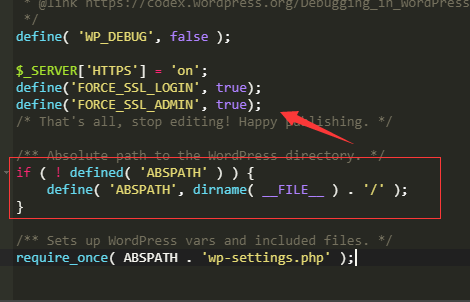 * @link https://codex.wordpress.org/Debugging_in_WordPress
*/
define( 'WP_DEBUG', false );
$_SERVER['HTTPS'] = 'on';
define('FORCE_SSL_LOGIN', true);
define('FORCE_SSL_ADMIN', true);
/* That's all, stop editing! Happy publishing. */
/** Absolute path to the WordPress directory. */
if ( ! defined( 'ABSPATH' ) ) {
define( 'ABSPATH', dirname( __FILE__ ) . '/' );
}
/** Sets up WordPress vars and included files. */
require_once( ABSPATH . 'wp-settings.php' );